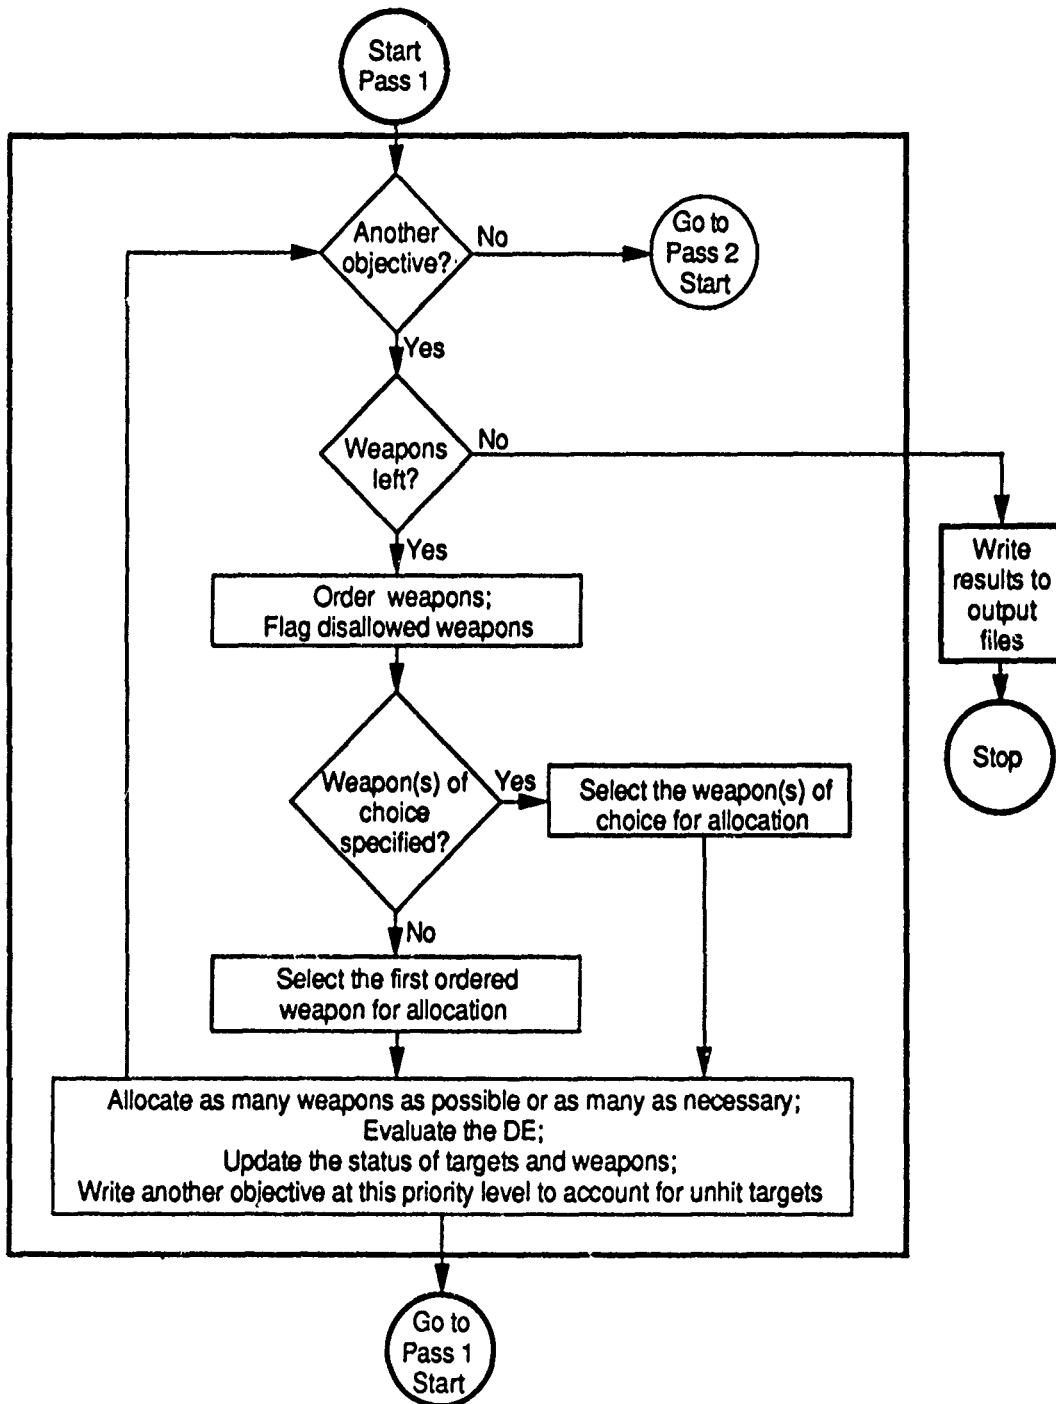 Start
Pass 1
Another
objective?
No
Go to
Pass 2
Start
Yes
Weapons
left?
No
Yes
Write
results to
output
files
Order weapons;
Flag disallowed weapons
Weapon(s) of
choice
specified?
Yes
Select the weapon(s) of
choice for allocation
Stop
No
Select the first ordered
weapon for allocation
Allocate as many weapons as possible or as many as necessary;
Evaluate the DE;
Update the status of targets and weapons;
Write another objective at this priority level to account for unhit targets
Go to
Pass 1
Start